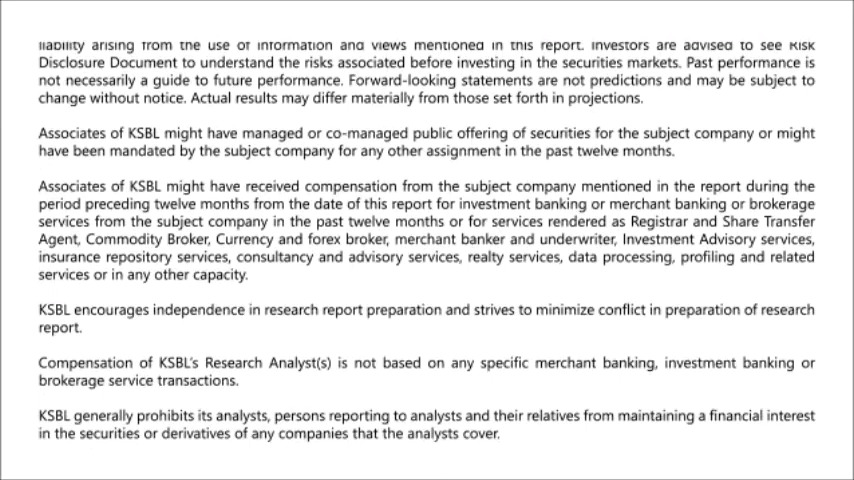 liability arising from the use of information and views mentioned in this report. Investors are advised to see Risk
Disclosure Document to understand the risks associated before investing in the securities markets. Past performance is
not necessarily a guide to future performance. Forward-looking statements are not predictions and may be subject to
change without notice. Actual results may differ materially from those set forth in projections.
Associates of KSBL might have managed or co-managed public offering of securities for the subject company or might
have been mandated by the subject company for any other assignment in the past twelve months.
Associates of KSBL might have received compensation from the subject company mentioned in the report during the
period preceding twelve months from the date of this report for investment banking or merchant banking or brokerage
services from the subject company in the past twelve months or for services rendered as Registrar and Share Transfer
Agent, Commodity Broker, Currency and forex broker, merchant banker and underwriter, Investment Advisory services,
insurance repository services, consultancy and advisory services, realty services, data processing, profiling and related
services or in any other capacity.
KSBL encourages independence in research report preparation and strives to minimize conflict in preparation of research
report.
Compensation of KSBL's Research Analyst(s) is not based on any specific merchant banking, investment banking or
brokerage service transactions.
KSBL generally prohibits its analysts, persons reporting to analysts and their relatives from maintaining a financial interest
in the securities or derivatives of any companies that the analysts cover.